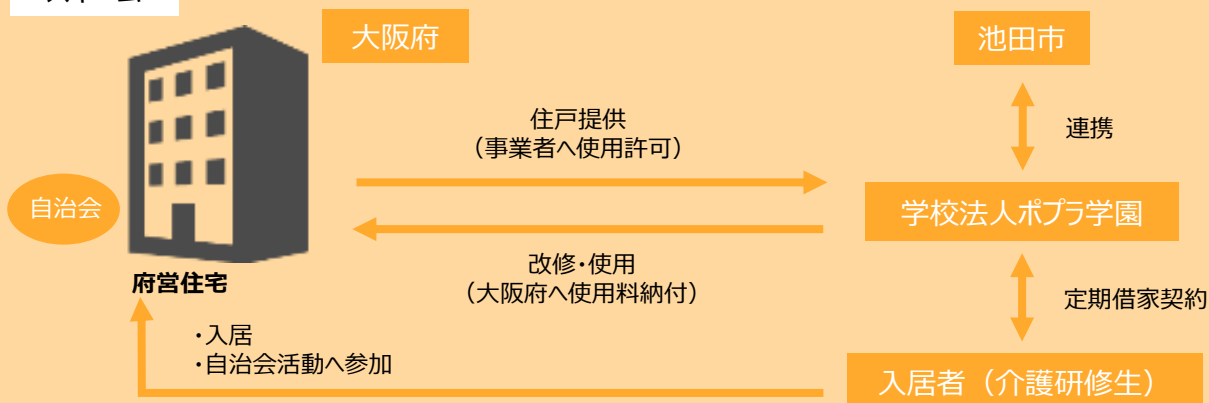 大阪府
池田市
住戸提供
（事業者へ使用許可）
連携
自治会
学校法人ポプラ学園
府営住宅
改修・使用
（大阪府へ使用料納付）
定期借家契約
・入居
・自治会活動へ参加
入居者（介護研修生）